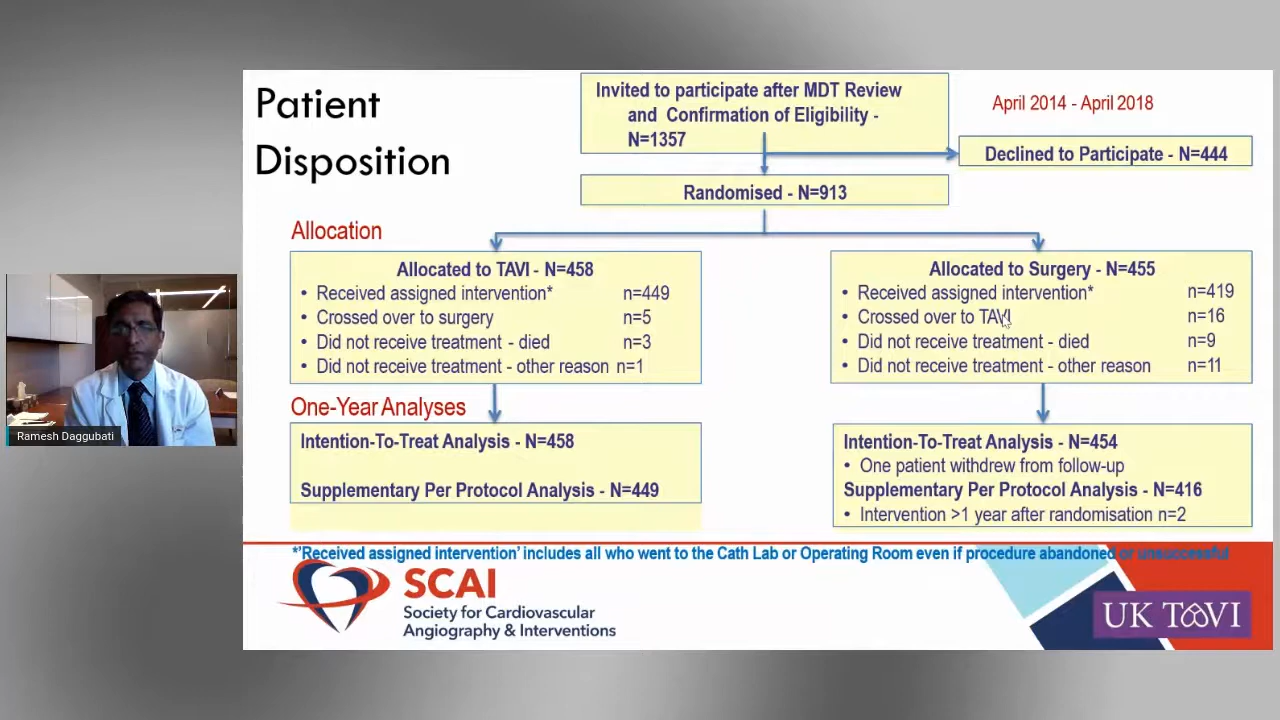 Patient
Disposition
Invited to participate after MDT Review
and Confirmation of Eligibility -
N=1357
April 2014 - April 2018
Declined to Participate - N=444
Randomised - N=913
Allocation
Allocated to TAVI - N=458
• Received assigned intervention* n=449
• Crossed over to surgery n=5
• Did not receive treatment - died n=3
• Did not receive treatment - other reason n=1
Allocated to Surgery - N=455
• Received assigned intervention* n=419
• Crossed over to TAVI n=16
• Did not receive treatment - died n=9
• Did not receive treatment - other reason n=11
One-Year Analyses
Intention-To-Treat Analysis - N=458
Supplementary Per Protocol Analysis - N=449
Intention-To-Treat Analysis - N=454
• One patient withdrew from follow-up
Supplementary Per Protocol Analysis - N=416
• Intervention >1 year after randomisation n=2
*'Received assigned intervention' includes all who went to the Cath Lab or Operating Room even if procedure abandoned or unsuccessful
SCAI
Society for Cardiovascular
Angiography & Interventions
UK TAVI
Ramesh Daggubati